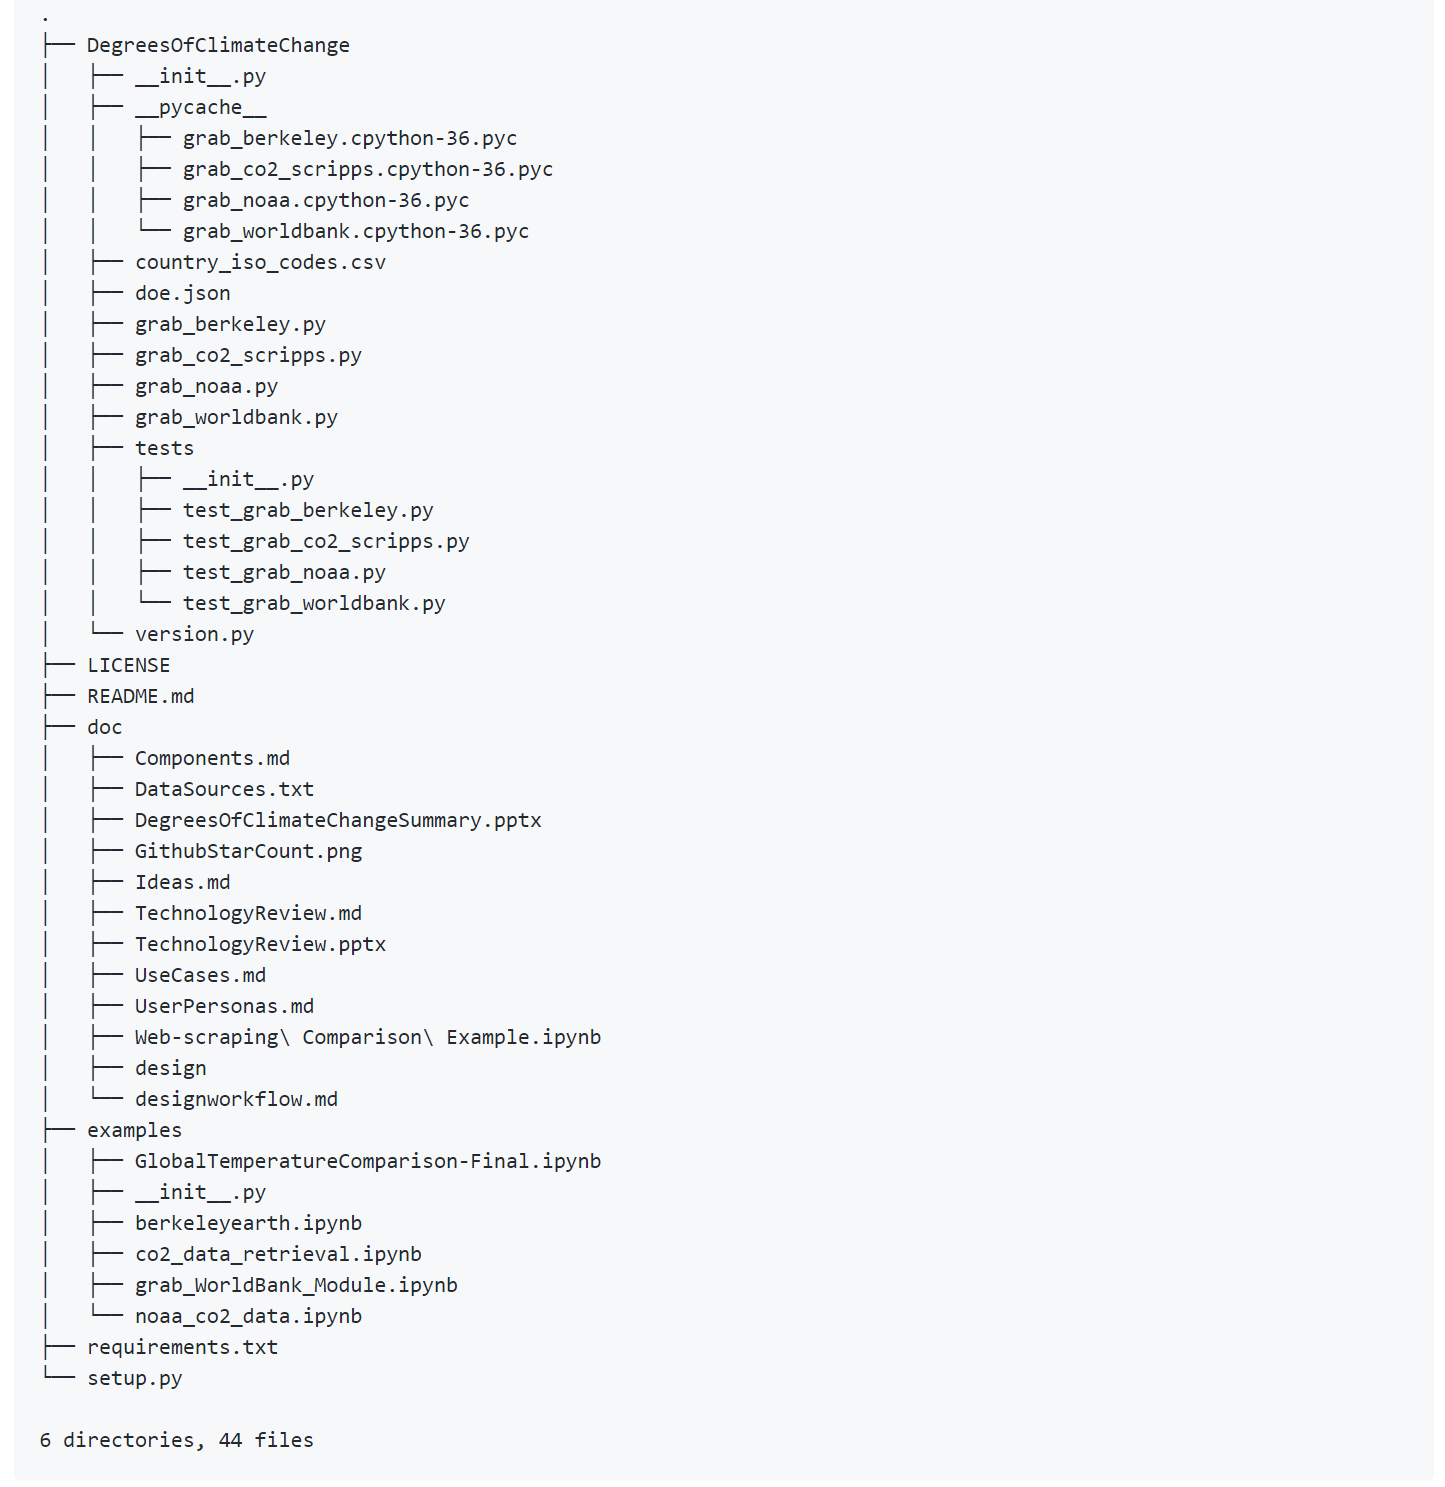 .
├── DegreesOfClimateChange
│   ├── __init__.py
│   ├── __pycache__
│   │   ├── grab_berkeley.cpython-36.pyc
│   │   ├── grab_co2_scripps.cpython-36.pyc
│   │   ├── grab_noaa.cpython-36.pyc
│   │   └── grab_worldbank.cpython-36.pyc
│   ├── country_iso_codes.csv
│   ├── doe.json
│   ├── grab_berkeley.py
│   ├── grab_co2_scripps.py
│   ├── grab_noaa.py
│   ├── grab_worldbank.py
│   ├── tests
│   │   ├── __init__.py
│   │   ├── test_grab_berkeley.py
│   │   ├── test_grab_co2_scripps.py
│   │   ├── test_grab_noaa.py
│   │   └── test_grab_worldbank.py
│   └── version.py
├── LICENSE
├── README.md
├── doc
│   ├── Components.md
│   ├── DataSources.txt
│   ├── DegreesOfClimateChangeSummary.pptx
│   ├── GithubStarCount.png
│   ├── Ideas.md
│   ├── TechnologyReview.md
│   ├── TechnologyReview.pptx
│   ├── UseCases.md
│   ├── UserPersonas.md
│   ├── Web-scraping\ Comparison\ Example.ipynb
│   ├── design
│   └── designworkflow.md
├── examples
│   ├── GlobalTemperatureComparison-Final.ipynb
│   ├── __init__.py
│   ├── berkeleyearth.ipynb
│   ├── co2_data_retrieval.ipynb
│   ├── grab_WorldBank_Module.ipynb
│   └── noaa_co2_data.ipynb
├── requirements.txt
└── setup.py

6 directories, 44 files